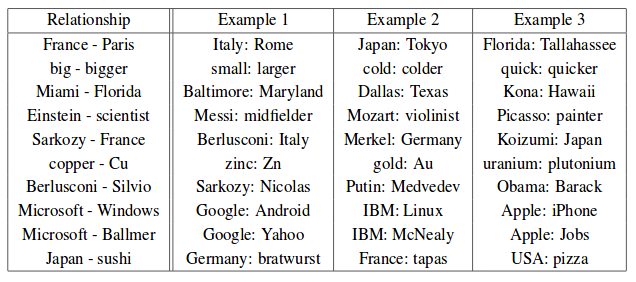 Relationship Example 1 Example 2 Example 3
France - Paris Italy: Rome Japan: Tokyo Florida: Tallahassee
big - bigger small: larger cold: colder quick: quicker
Miami - Florida Baltimore: Maryland Dallas: Texas Kona: Hawaii
Einstein - scientist Messi: midfielder Mozart: violinist Picasso: painter
Sarkozy - France Berlusconi: Italy Merkel: Germany Koizumi: Japan
copper - Cu zinc: Zn gold: Au uranium: plutonium
Berlusconi - Silvio Sarkozy: Nicolas Putin: Medvedev Obama: Barack
Microsoft - Windows Google: Android IBM: Linux Apple: iPhone
Microsoft - Ballmer Google: Yahoo IBM: McNealy Apple: Jobs
Japan - sushi Germany: bratwurst France: tapas USA: pizza